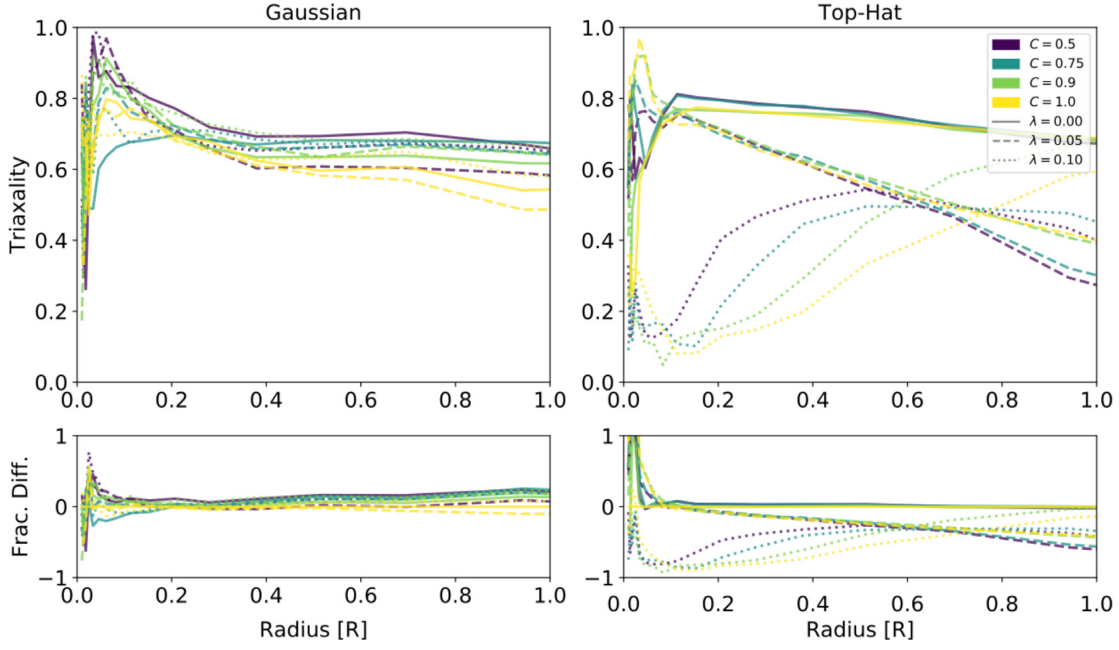 Gaussian
Top-Hat
1.0
0.8
0.6
0.4
0.2
0.0
Triaxality
0.0 0.2 0.4 0.6 0.8 1.0
1.0
0.8
0.6
0.4
0.2
0.0
0.0 0.2 0.4 0.6 0.8 1.0
C = 0.5
C = 0.75
C = 0.9
C = 1.0
λ = 0.00
λ = 0.05
λ = 0.10
1
0
−1
Frac. Diff.
0.0 0.2 0.4 0.6 0.8 1.0
Radius [R]
1
0
−1
0.0 0.2 0.4 0.6 0.8 1.0
Radius [R]